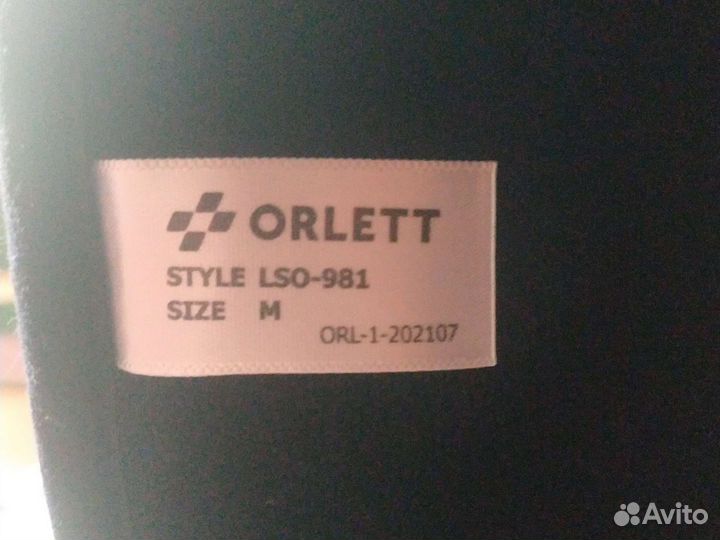 ORLETT
STYLE LSO-981
SIZE M
ORL-1-202107
Avito